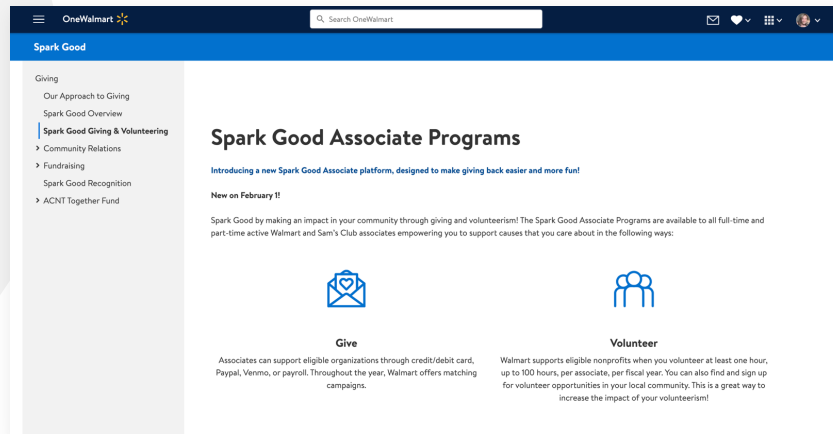 OneWalmart
Search OneWalmart
Spark Good
Giving
Our Approach to Giving
Spark Good Overview
Spark Good Giving & Volunteering
Community Relations
Fundraising
Spark Good Recognition
ACNT Together Fund
Spark Good Associate Programs
Introducing a new Spark Good Associate platform, designed to make giving back easier and more fun!
New on February 1!
Spark Good by making an impact in your community through giving and volunteerism! The Spark Good Associate Programs are available to all full-time and
part-time active Walmart and Sam's Club associates empowering you to support causes that you care about in the following ways:
Give
Associates can support eligible organizations through credit/debit card,
Paypal, Venmo, or payroll. Throughout the year, Walmart offers matching
campaigns.
Volunteer
Walmart supports eligible nonprofits when you volunteer at least one hour,
up to 100 hours, per associate, per fiscal year. You can also find and sign up
for volunteer opportunities in your local community. This is a great way to
increase the impact of your volunteerism!